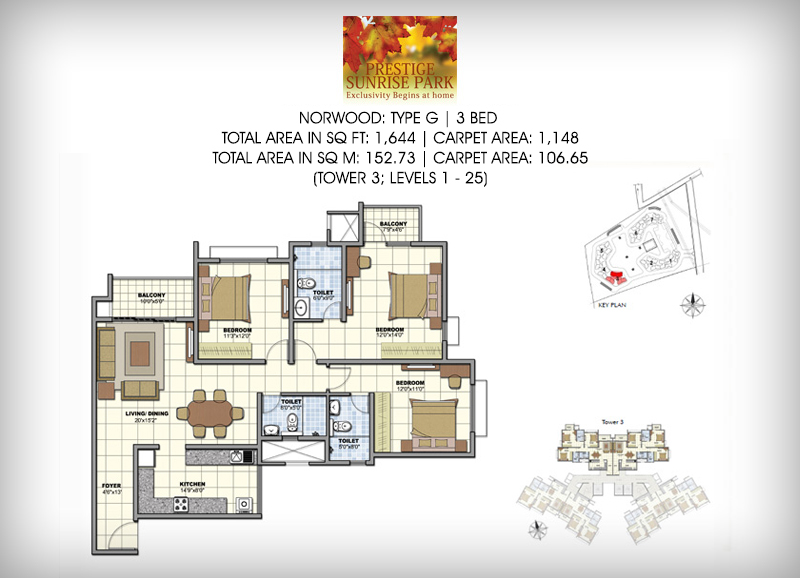 PRESTIGE
SUNRISE PARK
Exclusivity Begins at home
NORWOOD: TYPE G | 3 BED
TOTAL AREA IN SQ FT: 1,644 | CARPET AREA: 1,148
TOTAL AREA IN SQ M: 152.73 | CARPET AREA: 106.65
(TOWER 3; LEVELS 1 - 25)
BALCONY
7'9"x4'6"
BALCONY
10'0"x5'0"
TOILET
BEDROOM
11'3"x12'0"
BEDROOM
12'0"x14'0"
KEY PLAN
BEDROOM
12'0"x11'0"
LIVING/ DINING
20'x15'2"
TOILET
8'0"x5'0"
TOILET
5'0"x8'0"
FOYER
4'6"x13'
KITCHEN
14'9"x8'0"
Tower 3